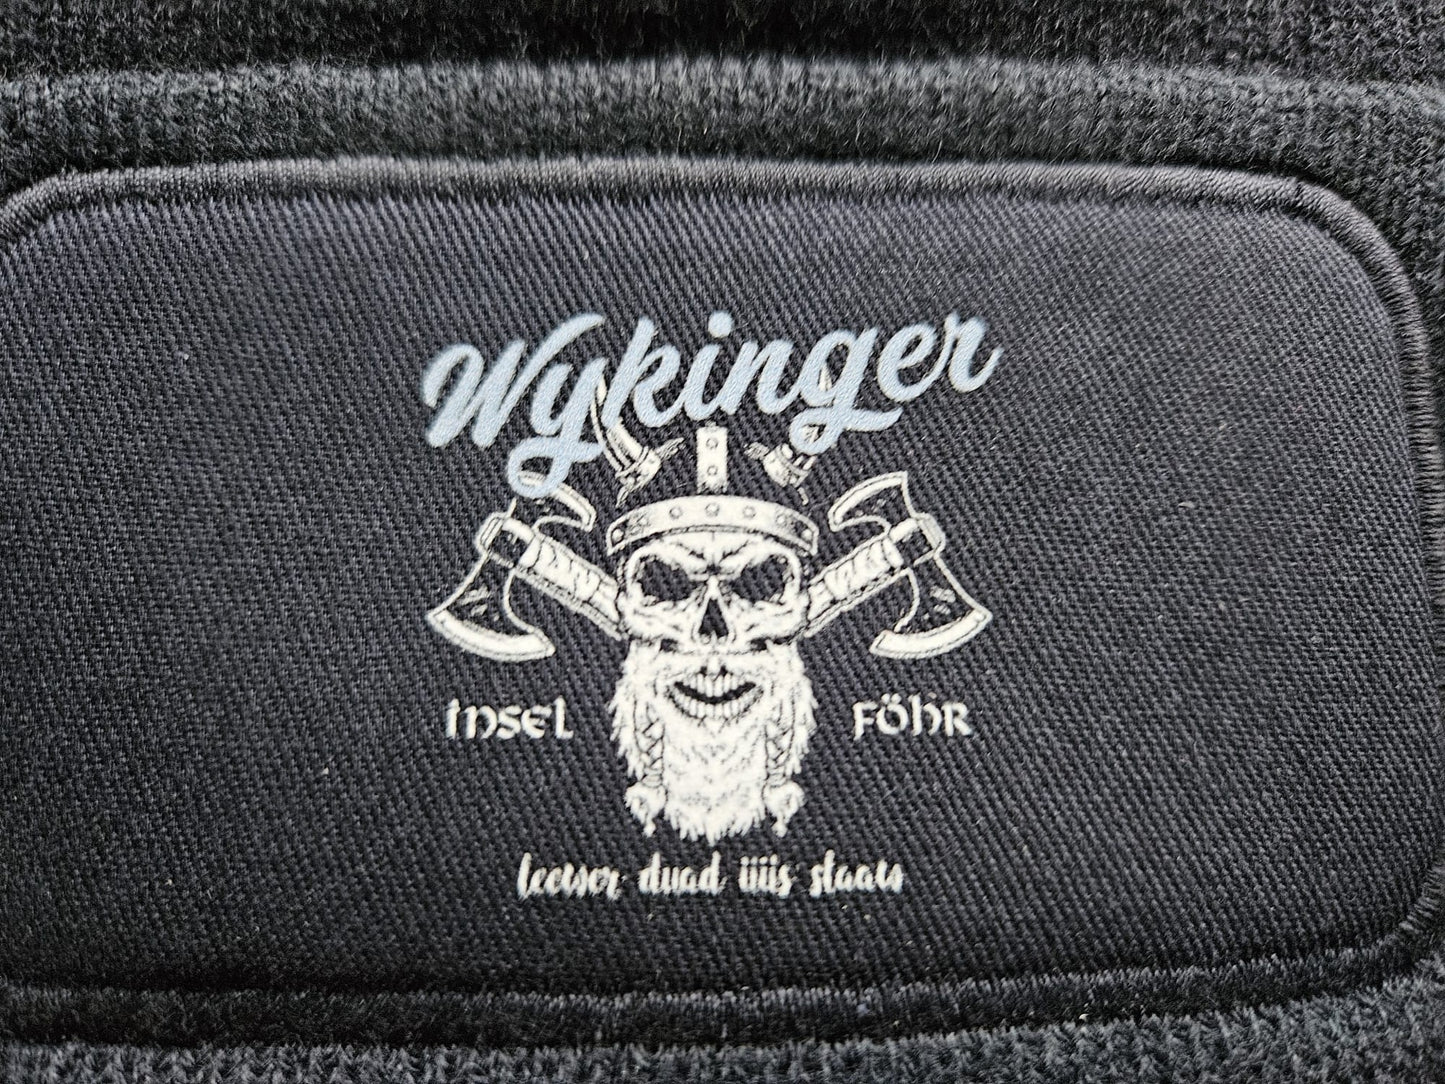 Wykinger
INSEL FÖHR
leewer duad üüs slaaw